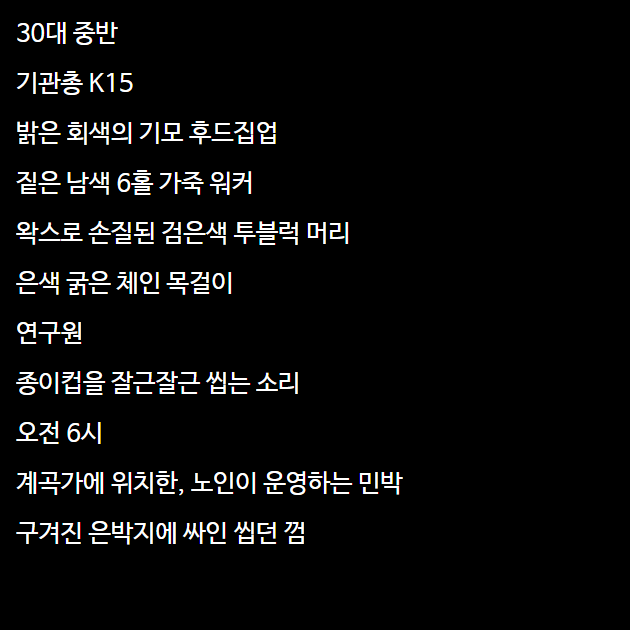 30대 중반
기관총 K15
밝은 회색의 기모 후드집업
짙은 남색 6홀 가죽 워커
왁스로 손질된 검은색 투블럭 머리
은색 굵은 체인 목걸이
연구원
종이컵을 잘근잘근 씹는 소리
오전 6시
계곡가에 위치한, 노인이 운영하는 민박
구겨진 은박지에 싸인 씹던 껌